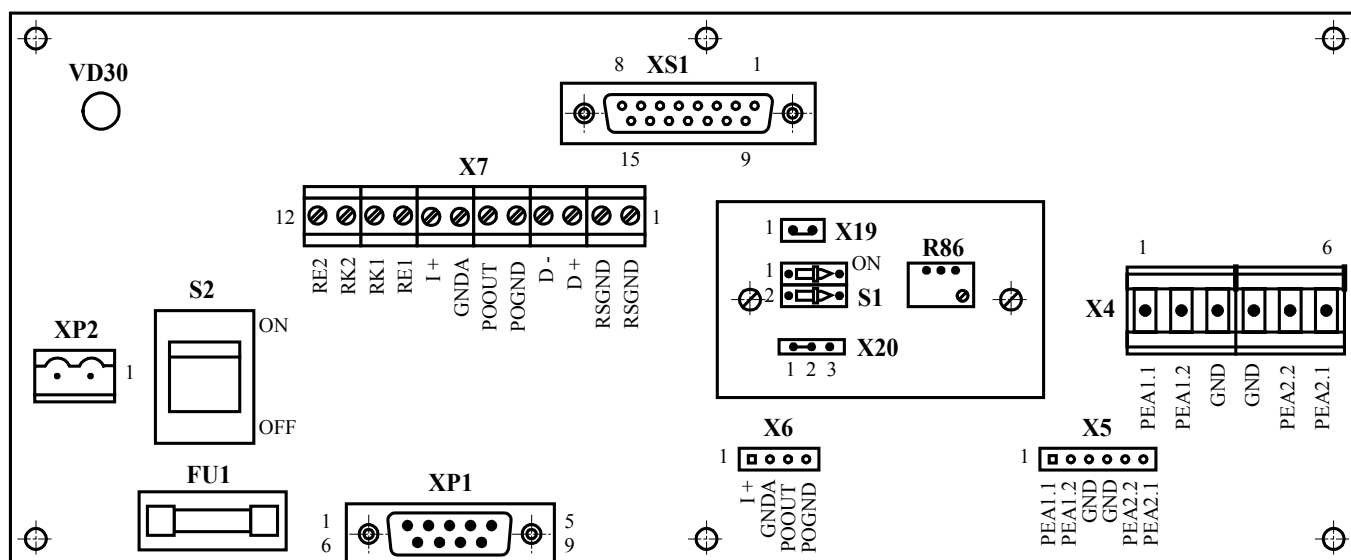 VD30
XS1
8 1
15 9
X7
12 1
RE2 RK2 RK1 RE1 I + GNDA POOUT POGND D - D + RSGND RSGND
1 X19
1 ON
2 S1
R86
X20
1 2 3
1 6
X4
PEA1.1 PEA1.2 GND GND PEA2.2 PEA2.1
S2
ON
OFF
XP2
1
FU1
XP1
1 5
6 9
X6
1
I + GNDA POOUT POGND
X5
1
PEA1.1 PEA1.2 GND GND PEA2.2 PEA2.1